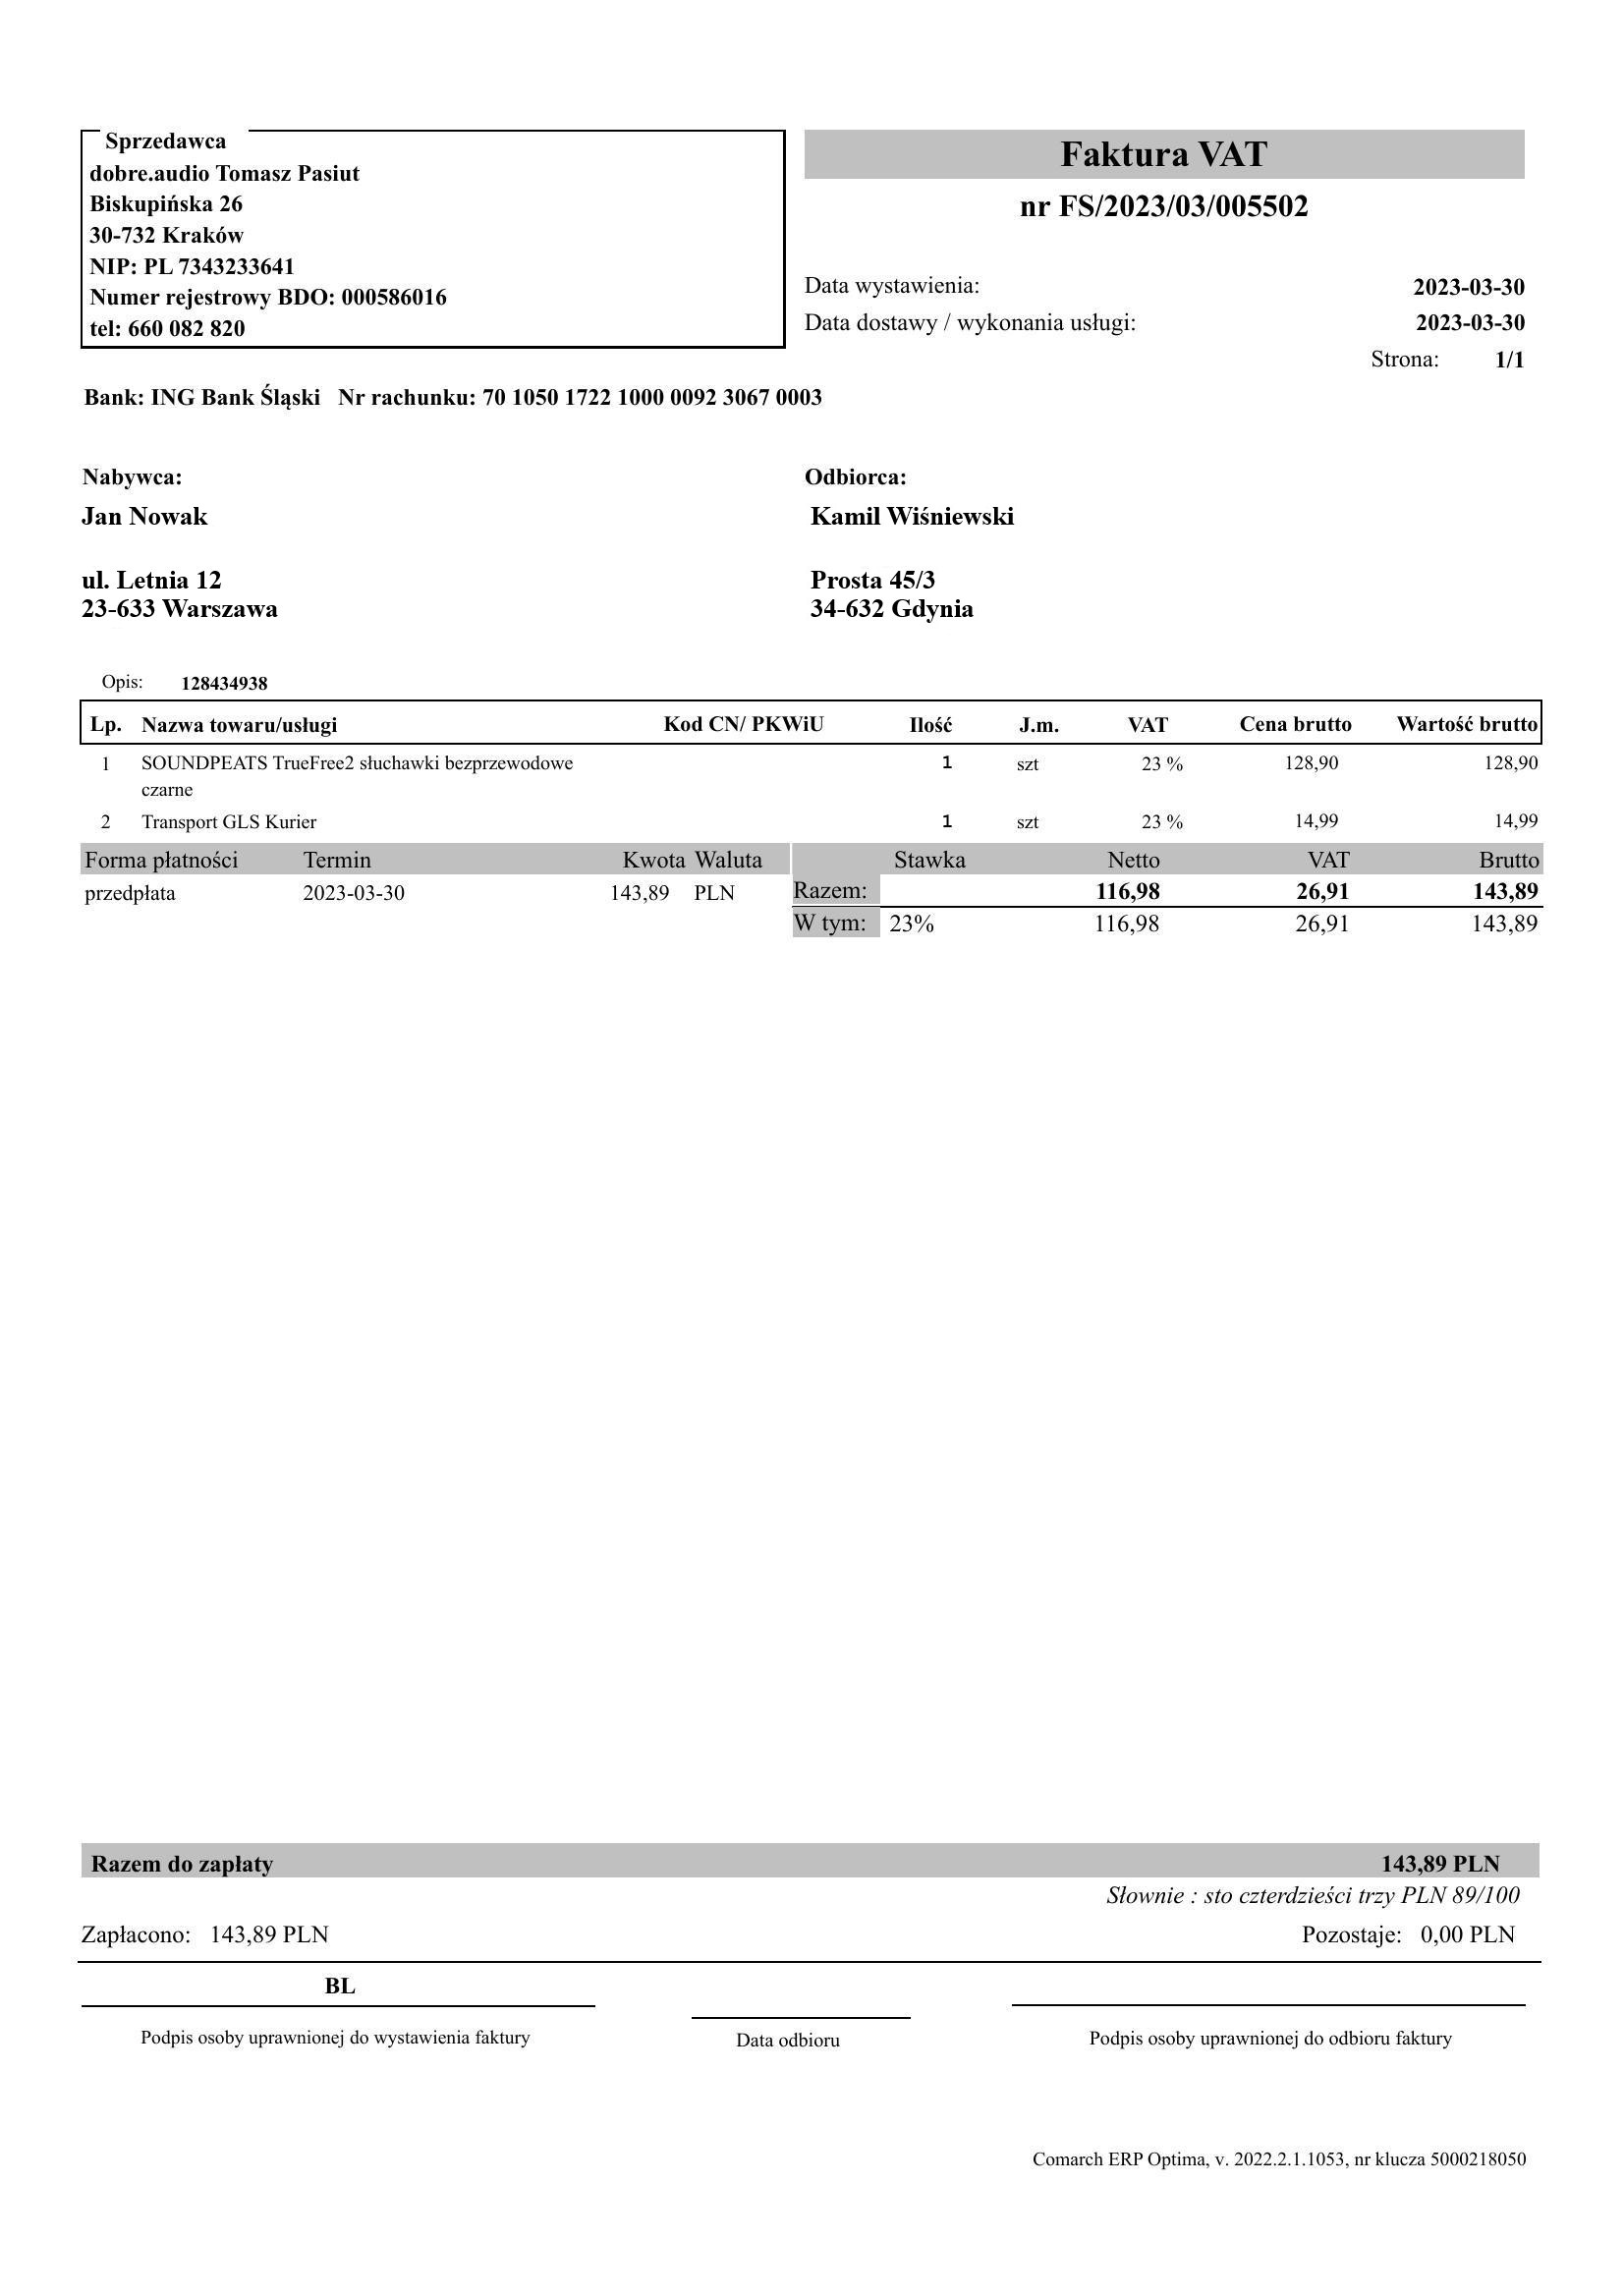 Sprzedawca
dobre.audio Tomasz Pasiut
Biskupińska 26
30-732 Kraków
NIP: PL 7343233641
Numer rejestrowy BDO: 000586016
tel: 660 082 820
Faktura VAT
nr FS/2023/03/005502
Data wystawienia: 2023-03-30
Data dostawy / wykonania usługi: 2023-03-30
Strona: 1/1
Bank: ING Bank Śląski Nr rachunku: 70 1050 1722 1000 0092 3067 0003
Nabywca:
Jan Nowak
ul. Letnia 12
23-633 Warszawa
Odbiorca:
Kamil Wiśniewski
Prosta 45/3
34-632 Gdynia
Opis: 128434938
Lp. Nazwa towaru/usługi Kod CN/ PKWiU Ilość J.m. VAT Cena brutto Wartość brutto
1 SOUNDPEATS TrueFree2 słuchawki bezprzewodowe 1 szt 23 % 128,90 128,90
czarne
2 Transport GLS Kurier 1 szt 23 % 14,99 14,99
Forma płatności Termin Kwota Waluta
przedpłata 2023-03-30 143,89 PLN
Stawka Netto VAT Brutto
Razem: 116,98 26,91 143,89
W tym: 23% 116,98 26,91 143,89
Razem do zapłaty 143,89 PLN
Słownie : sto czterdzieści trzy PLN 89/100
Zapłacono: 143,89 PLN Pozostaje: 0,00 PLN
BL
Podpis osoby uprawnionej do wystawienia faktury
Data odbioru
Podpis osoby uprawnionej do odbioru faktury
Comarch ERP Optima, v. 2022.2.1.1053, nr klucza 5000218050